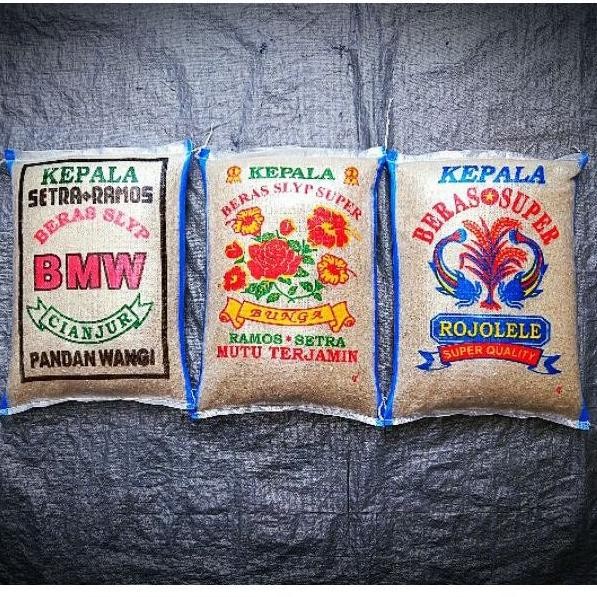 KEPALA
SETRA RAMOS
BERAS SLYP
BMW
CIANJUR
PANDAN WANGI
KEPALA
BERAS SLYP SUPER
BUNGA
RAMOS * SETRA
MUTU TERJAMIN
KEPALA
BERAS SUPER
ROJOLELE
SUPER QUALITY